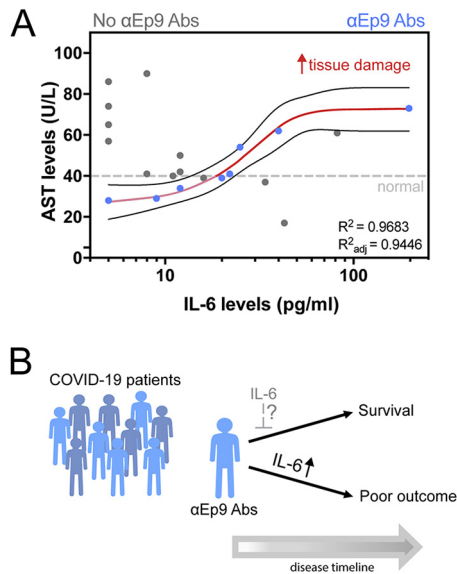 A
No αEp9 Abs
αEp9 Abs
100
80
60
40
20
0
AST levels (U/L)
↑tissue damage
normal
R² = 0.9683
R²adj = 0.9446
10
100
IL-6 levels (pg/ml)
B
COVID-19 patients
IL-6
?
Survival
αEp9 Abs
IL-6↑
Poor outcome
disease timeline